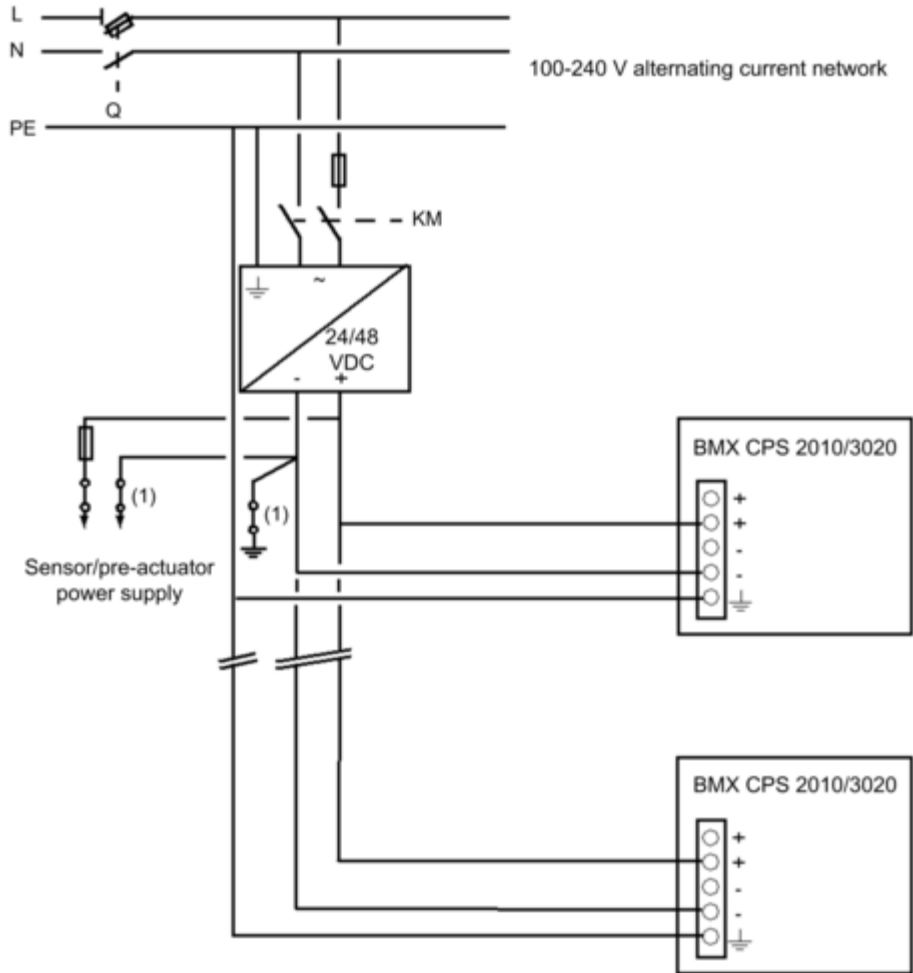 L
N
100-240 V alternating current network
Q
PE
KM
~
24/48
VDC
- +
(1)
(1)
Sensor/pre-actuator
power supply
BMX CPS 2010/3020
+
+
-
-
BMX CPS 2010/3020
+
+
-
-